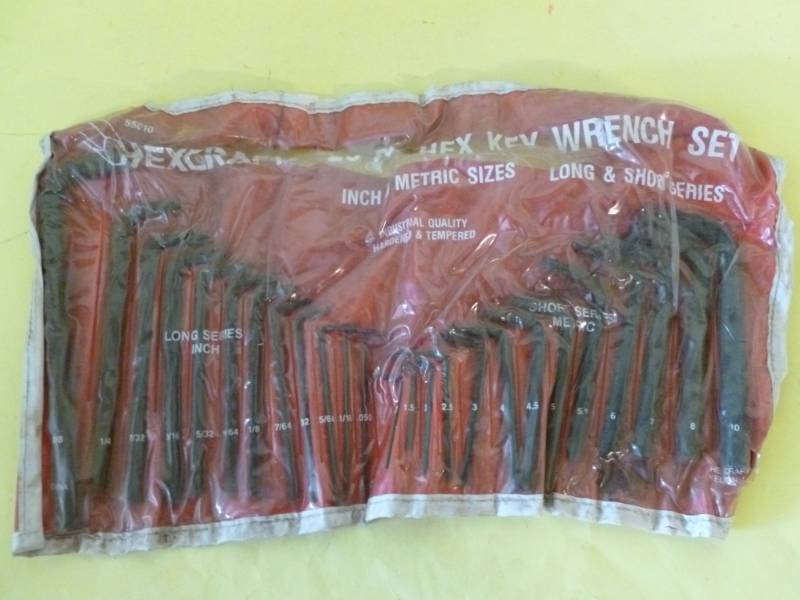 55010
HEX KEY WRENCH SET
INCH METRIC SIZES LONG & SHORT SERIES
INDUSTRIAL QUALITY
HARDENED & TEMPERED
LONG SERIES
INCH
SHORT SERIES
METRIC
3/8 1/4 7/32 3/16 5/32 9/64 1/8 7/64 5/64 1/16 .050 1.5 2.5 3 4 4.5 5 5.5 6 7 8 10